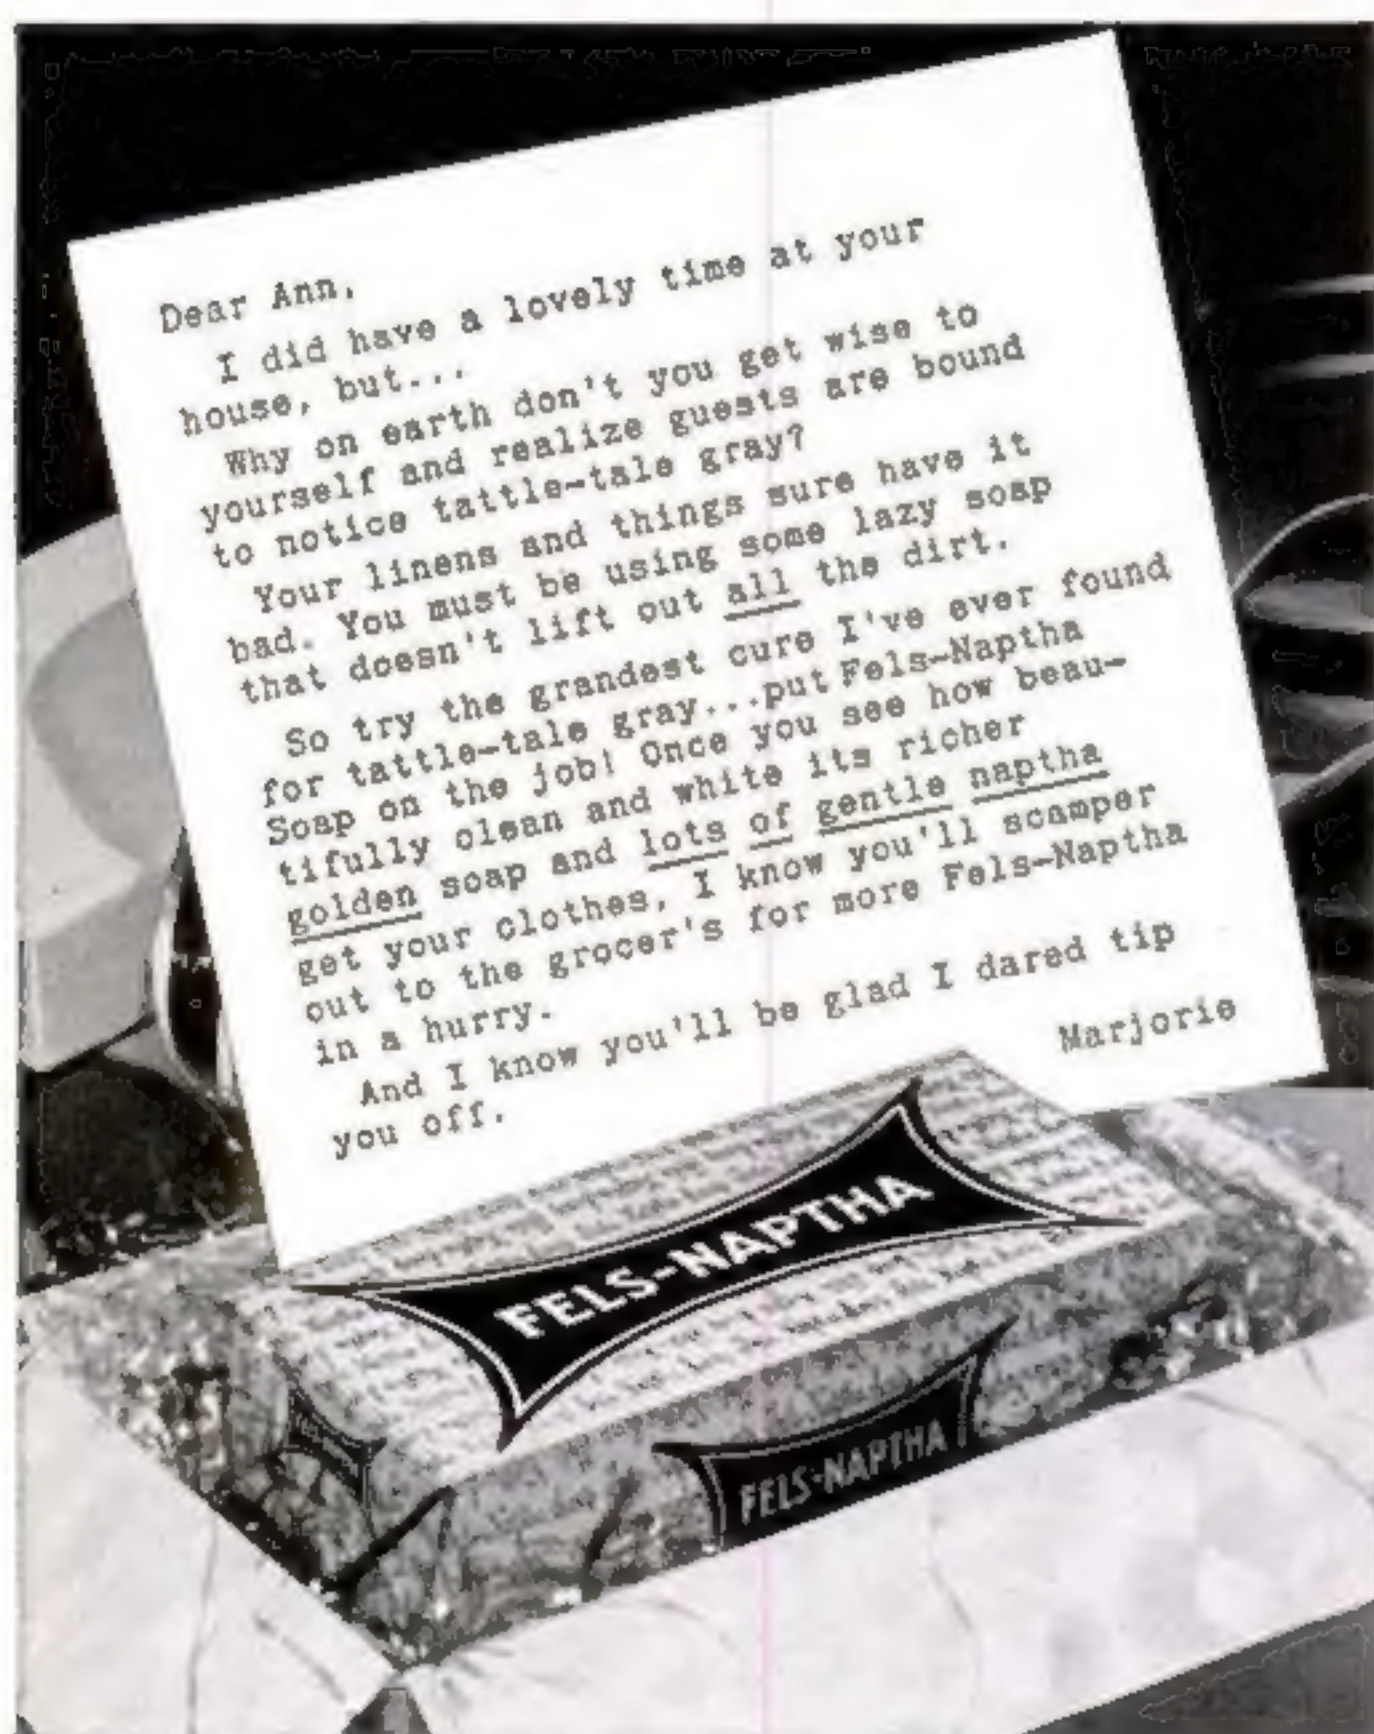 Dear Ann,
I did have a lovely time at your
house, but...
Why on earth don't you get wise to
yourself and realize guests are bound
to notice tattle-tale gray?
Your linens and things sure have it
bad. You must be using some lazy soap
that doesn't lift out all the dirt.
So try the grandest cure I've ever found
for tattle-tale gray...put Fels-Naptha
Soap on the job! Once you see how beau-
tifully clean and white its richer
golden soap and lots of gentle naptha
get your clothes, I know you'll scamper
out to the grocer's for more Fels-Naptha
in a hurry.
And I know you'll be glad I dared tip
you off.
Marjorie
FELS-NAPTHA
FELS-NAPTHA
FELS-NAPTHA